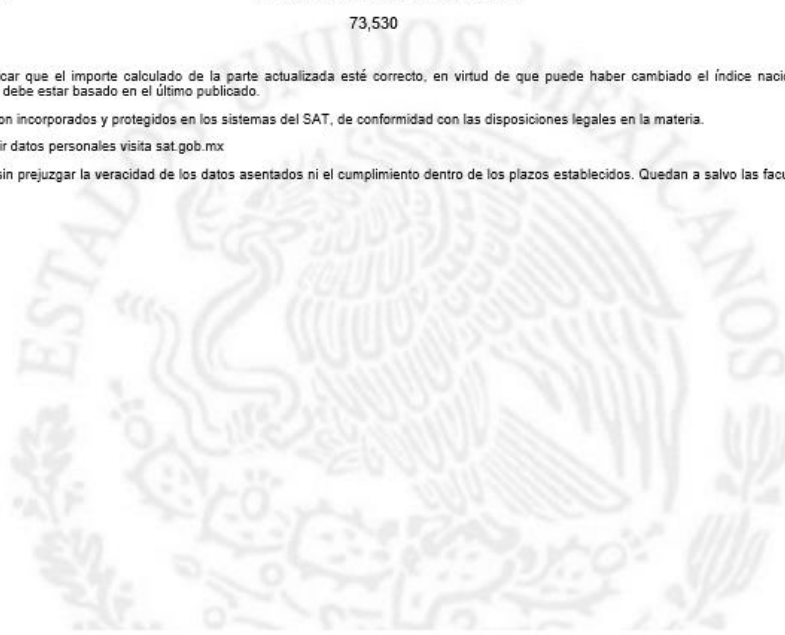 73,530
car que el importe calculado de la parte actualizada esté correcto, en virtud de que puede haber cambiado el índice naci
debe estar basado en el último publicado.
on incorporados y protegidos en los sistemas del SAT, de conformidad con las disposiciones legales en la materia.
ir datos personales visita sat.gob.mx
sin prejuzgar la veracidad de los datos asentados ni el cumplimiento dentro de los plazos establecidos. Quedan a salvo las facu
ESTADOS UNIDOS MEXICANOS